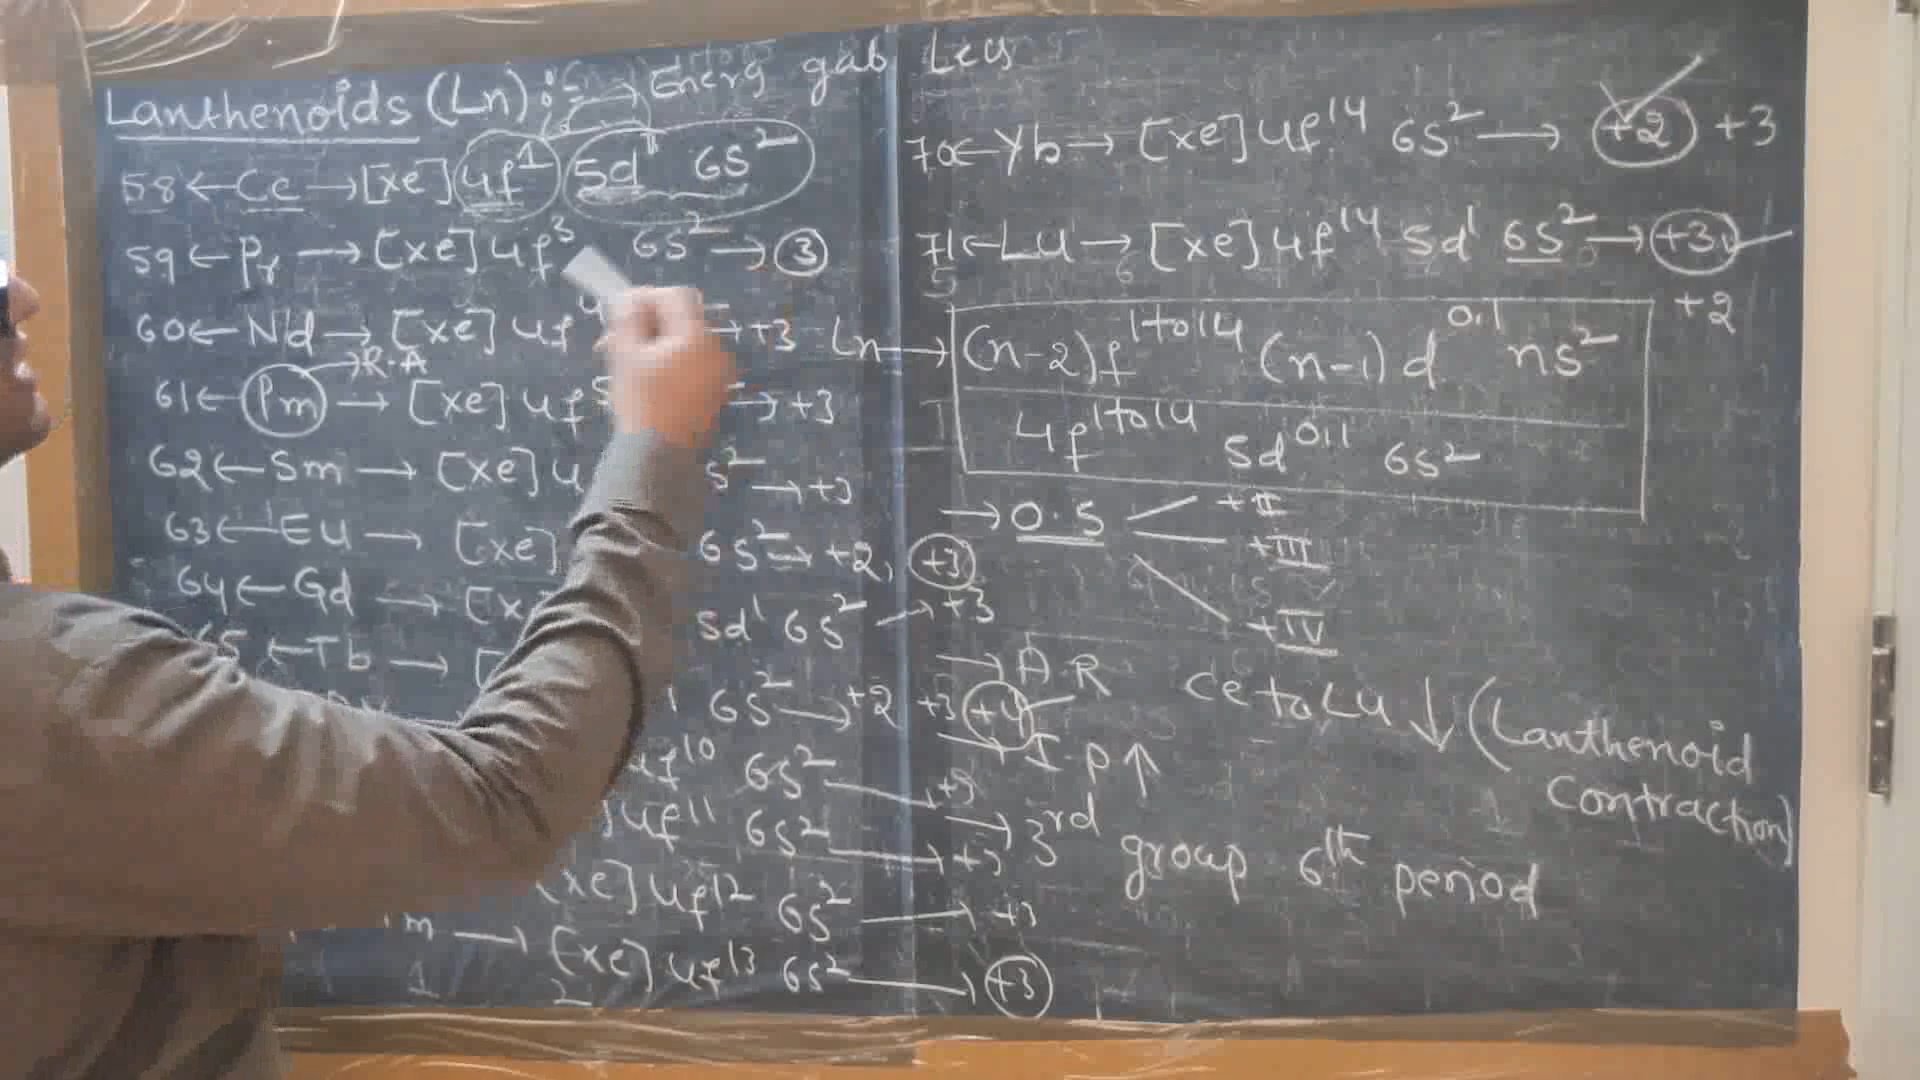 Lanthenoids (Ln) :- → Energ gab Less
58 ← Ce → [xe] 4f¹ 5d¹ 6s²
59 ← Pr → [xe] 4f³ 6s² → 3
60 ← Nd → [xe] 4f⁴ → +3
→ R.A
61 ← Pm → [xe] 4f⁵ → +3
62 ← Sm → [xe] 4 s² → +3
63 ← Eu → [xe] 6s² → +2, +3
64 ← Gd → [xe 5d¹ 6s² → +3
65 ← Tb → [ 6s² → +2 +3 +4
4f¹⁰ 6s² → +3
4f¹¹ 6s² → +3
xe] 4f¹² 6s² → +3
m → [xe] 4f¹³ 6s² → +3
70 ← Yb → [xe] 4f¹⁴ 6s² → +2 +3
71 ← Lu → [xe] 4f¹⁴ 5d¹ 6s² → +3,
+2
Ln → (n-2)f¹ᵗᵒ¹⁴ (n-1)d⁰,¹ ns²
4f¹ᵗᵒ¹⁴ 5d⁰,¹ 6s²
→ O.S +II
+III
+IV
→ A.R Ce to Lu ↓ (Lanthenoid
Contraction)
→ I.P ↑
→ 3rd group 6th period